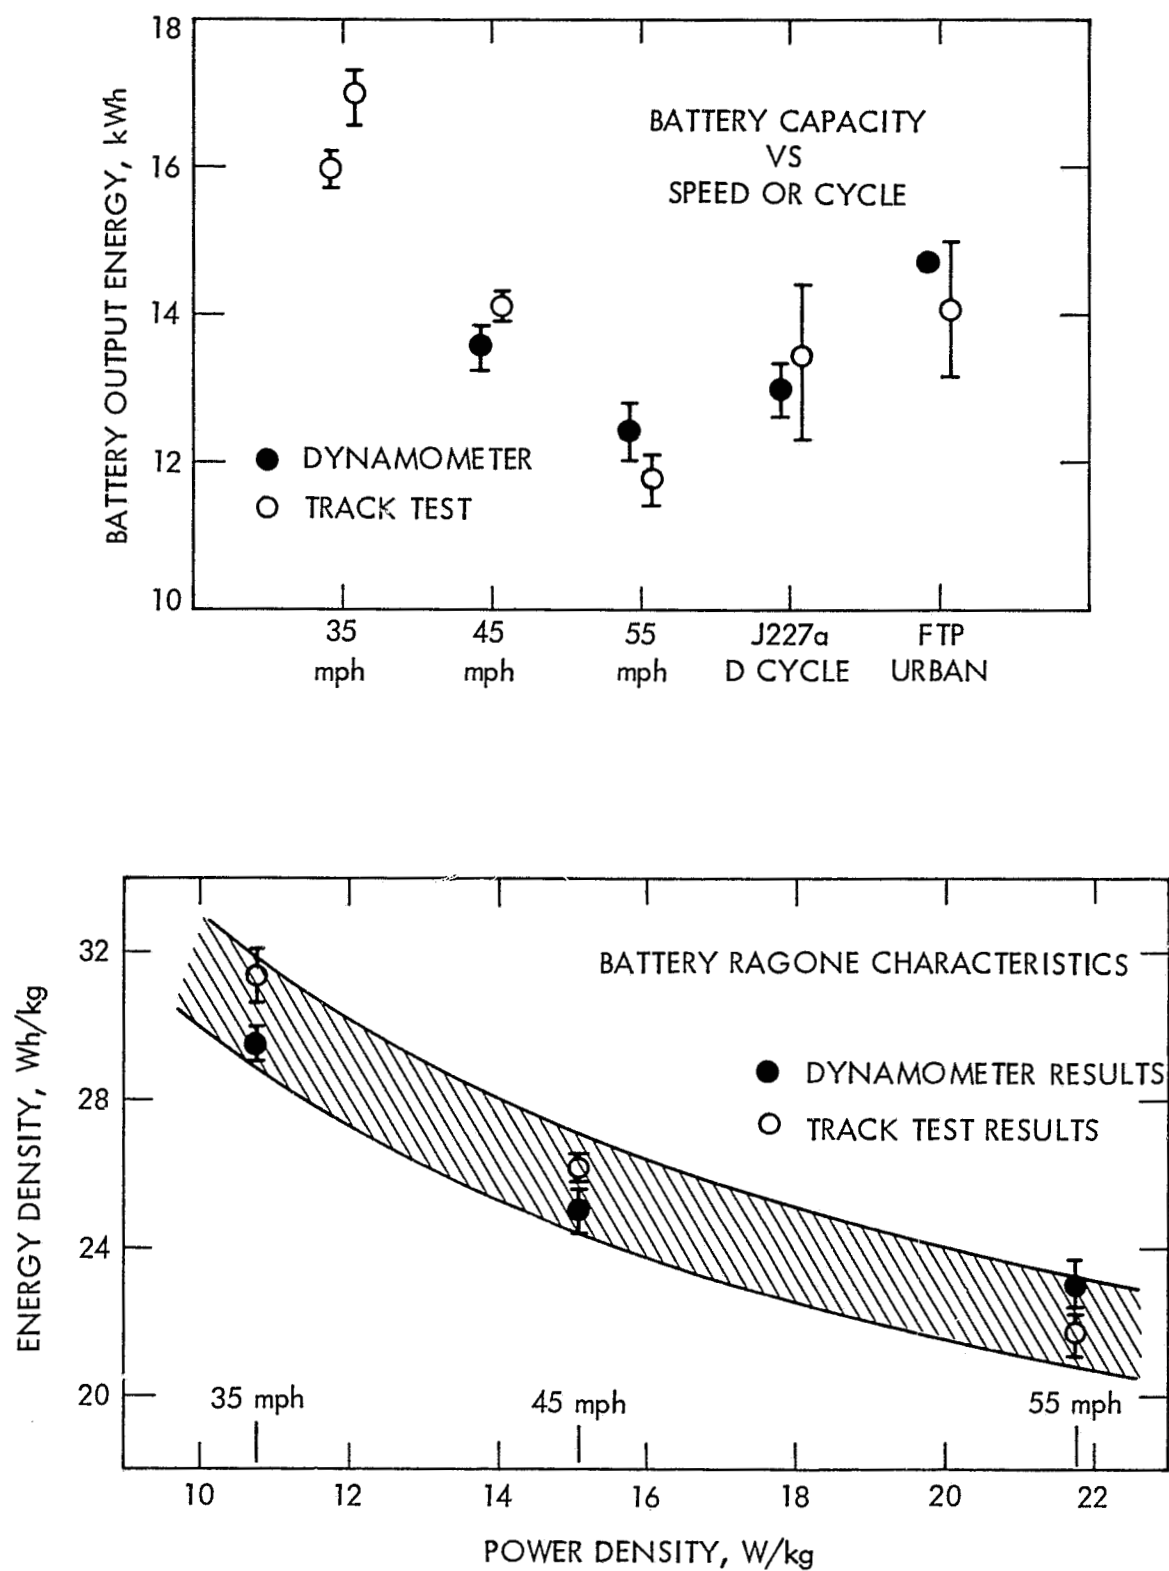 18
16
14
12
10
BATTERY OUTPUT ENERGY, kWh
BATTERY CAPACITY
VS
SPEED OR CYCLE
DYNAMOMETER
TRACK TEST
35 45 55 J227a FTP
mph mph mph D CYCLE URBAN
32
28
24
20
ENERGY DENSITY, Wh/kg
BATTERY RAGONE CHARACTERISTICS
DYNAMOMETER RESULTS
TRACK TEST RESULTS
35 mph 45 mph 55 mph
10 12 14 16 18 20 22
POWER DENSITY, W/kg